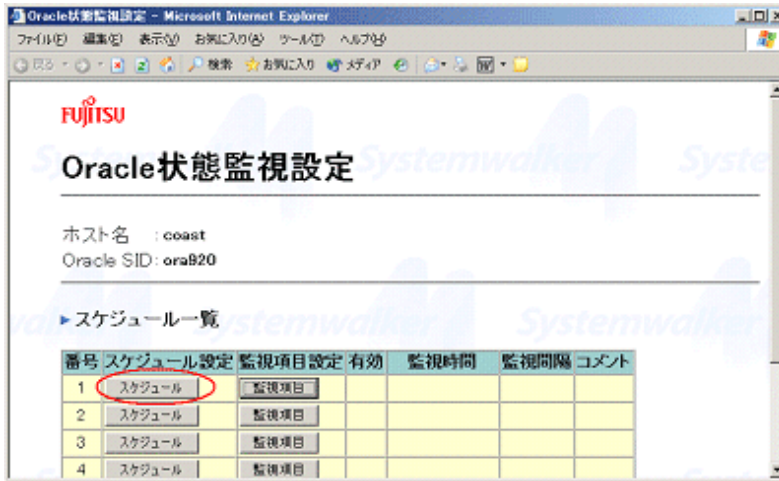 Oracle状態監視設定 - Microsoft Internet Explorer
ファイル(F) 編集(E) 表示(V) お気に入り(A) ツール(T) ヘルプ(H)
戻る 検索 お気に入り メディア
FUJITSU
Systemwalker
Oracle状態監視設定
ホスト名 : coast
Oracle SID : ora920
スケジュール一覧
番号 スケジュール設定 監視項目設定 有効 監視時間 監視間隔 コメント
1 スケジュール 監視項目
2 スケジュール 監視項目
3 スケジュール 監視項目
4 スケジュール 監視項目